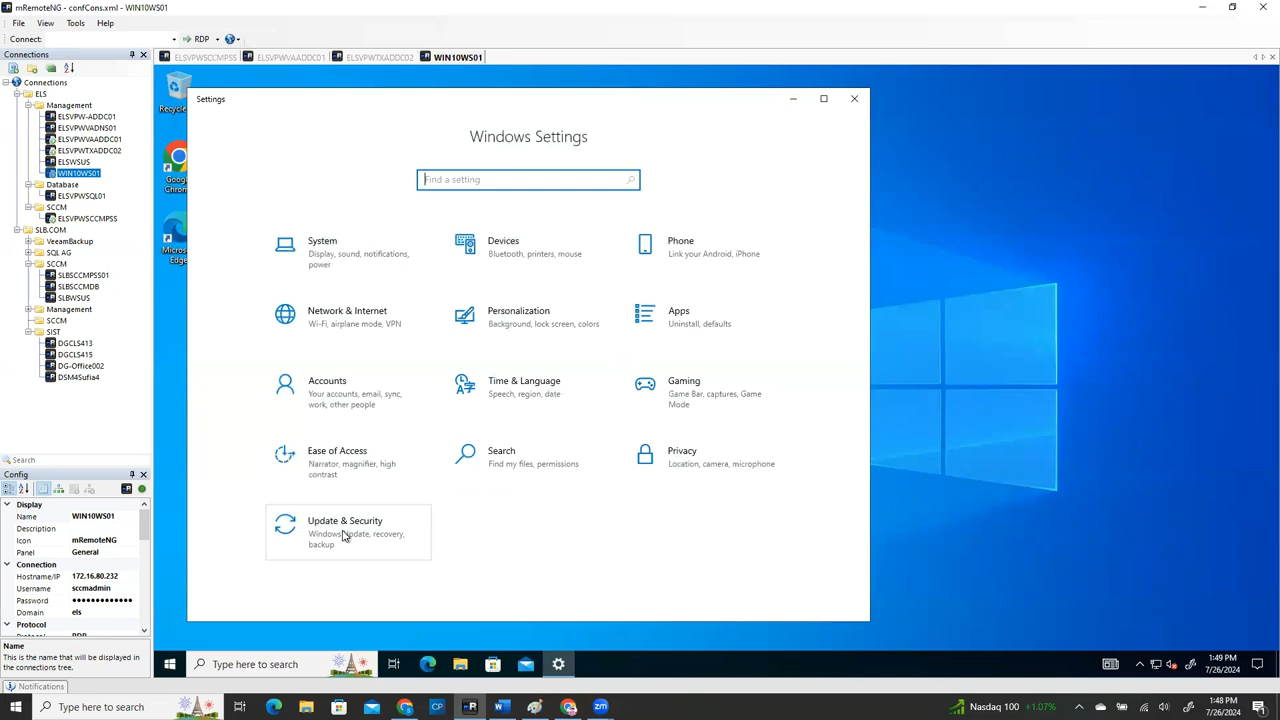 mRemoteNG - confCons.xml - WIN10WS01
File View Tools Help
Connect: RDP
Connections
ELSVPWSCCMPSS ELSVPWVAADDC01 ELSVPWTXADDC02 WIN10WS01
Connections
ELS
Management
ELSVPW-ADDC01
ELSVPWVADNS01
ELSVPWVAADDC01
ELSVPWTXADDC02
ELSWSUS
WIN10WS01
Database
ELSVPWSQL01
SCCM
ELSVPWSCCMPSS
SLB.COM
VeeamBackup
SQL AG
SCCM
SLBSCCMPSS01
SLBSCCMDB
SLBWSUS
Management
SCCM
SIST
DGCLS413
DGCLS415
DG-Office002
DSM4Sufia4
Search
Config
Display
Name WIN10WS01
Description
Icon mRemoteNG
Panel General
Connection
Hostname/IP 172.16.80.232
Username sccmadmin
Password ●●●●●●●●●●●●●
Domain els
Protocol
Protocol RDP
Name
This is the name that will be displayed in
the connections tree.
Notifications
Recycle
Goo
Chro
Micros
Edge
Settings
Windows Settings
Find a setting
System
Display, sound, notifications,
power
Devices
Bluetooth, printers, mouse
Phone
Link your Android, iPhone
Network & Internet
Wi-Fi, airplane mode, VPN
Personalization
Background, lock screen, colors
Apps
Uninstall, defaults
Accounts
Your accounts, email, sync,
work, other people
Time & Language
Speech, region, date
Gaming
Game Bar, captures, Game
Mode
Ease of Access
Narrator, magnifier, high
contrast
Search
Find my files, permissions
Privacy
Location, camera, microphone
Update & Security
Windows Update, recovery,
backup
Type here to search
1:49 PM
7/26/2024
Type here to search
Nasdaq 100 +1.07%
1:48 PM
7/26/2024